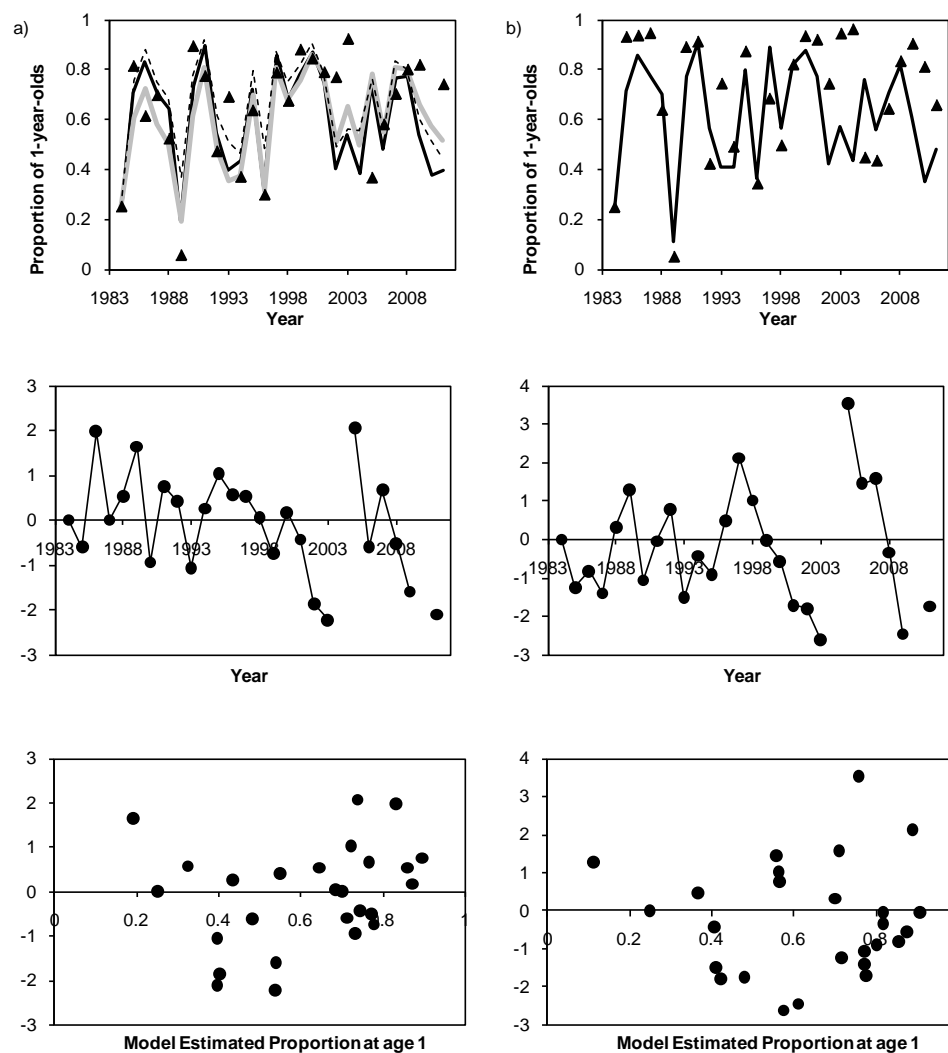 a)
Proportion of 1-year-olds
1
0.8
0.6
0.4
0.2
0
1983 1988 1993 1998 2003 2008
Year
b)
Proportion of 1-year-olds
1
0.8
0.6
0.4
0.2
0
1983 1988 1993 1998 2003 2008
Year
3
2
1
0
-1
-2
-3
1983 1988 1993 1998 2003 2008
Year
4
3
2
1
0
-1
-2
-3
1983 1988 1993 1998 2003 2008
Year
3
2
1
0
-1
-2
-3
0 0.2 0.4 0.6 0.8 1
Model Estimated Proportion at age 1
4
3
2
1
0
-1
-2
-3
0 0.2 0.4 0.6 0.8
Model Estimated Proportion at age 1